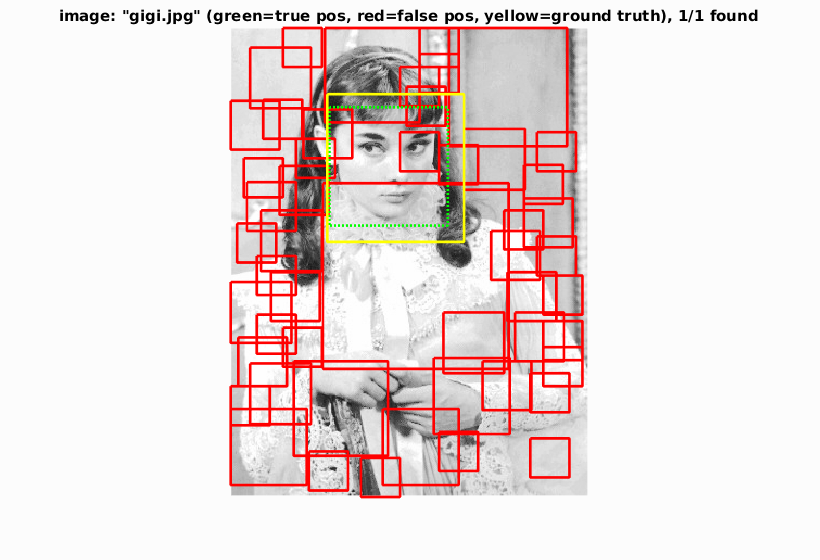 image: "gigi.jpg" (green=true pos, red=false pos, yellow=ground truth), 1/1 found